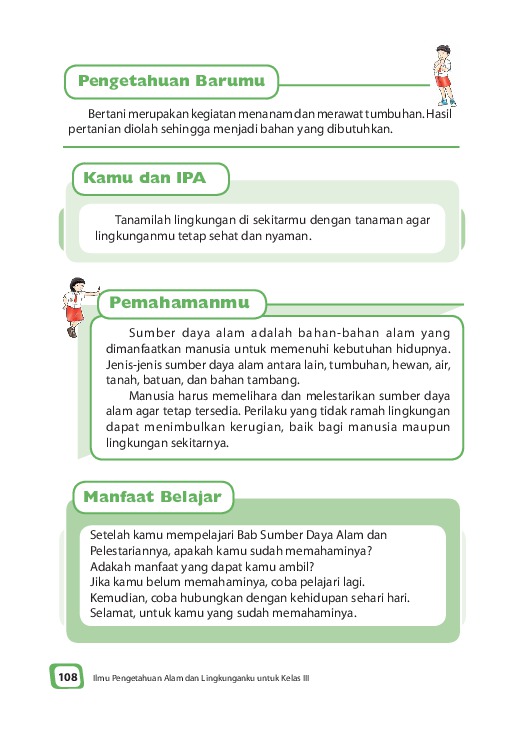 Pengetahuan Barumu
Bertani merupakan kegiatan menanam dan merawat tumbuhan. Hasil
pertanian diolah sehingga menjadi bahan yang dibutuhkan.
Kamu dan IPA
Tanamilah lingkungan di sekitarmu dengan tanaman agar
lingkunganmu tetap sehat dan nyaman.
Pemahamanmu
Sumber daya alam adalah bahan-bahan alam yang
dimanfaatkan manusia untuk memenuhi kebutuhan hidupnya.
Jenis-jenis sumber daya alam antara lain, tumbuhan, hewan, air,
tanah, batuan, dan bahan tambang.
Manusia harus memelihara dan melestarikan sumber daya
alam agar tetap tersedia. Perilaku yang tidak ramah lingkungan
dapat menimbulkan kerugian, baik bagi manusia maupun
lingkungan sekitarnya.
Manfaat Belajar
Setelah kamu mempelajari Bab Sumber Daya Alam dan
Pelestariannya, apakah kamu sudah memahaminya?
Adakah manfaat yang dapat kamu ambil?
Jika kamu belum memahaminya, coba pelajari lagi.
Kemudian, coba hubungkan dengan kehidupan sehari hari.
Selamat, untuk kamu yang sudah memahaminya.
108 Ilmu Pengetahuan Alam dan Lingkunganku untuk Kelas III